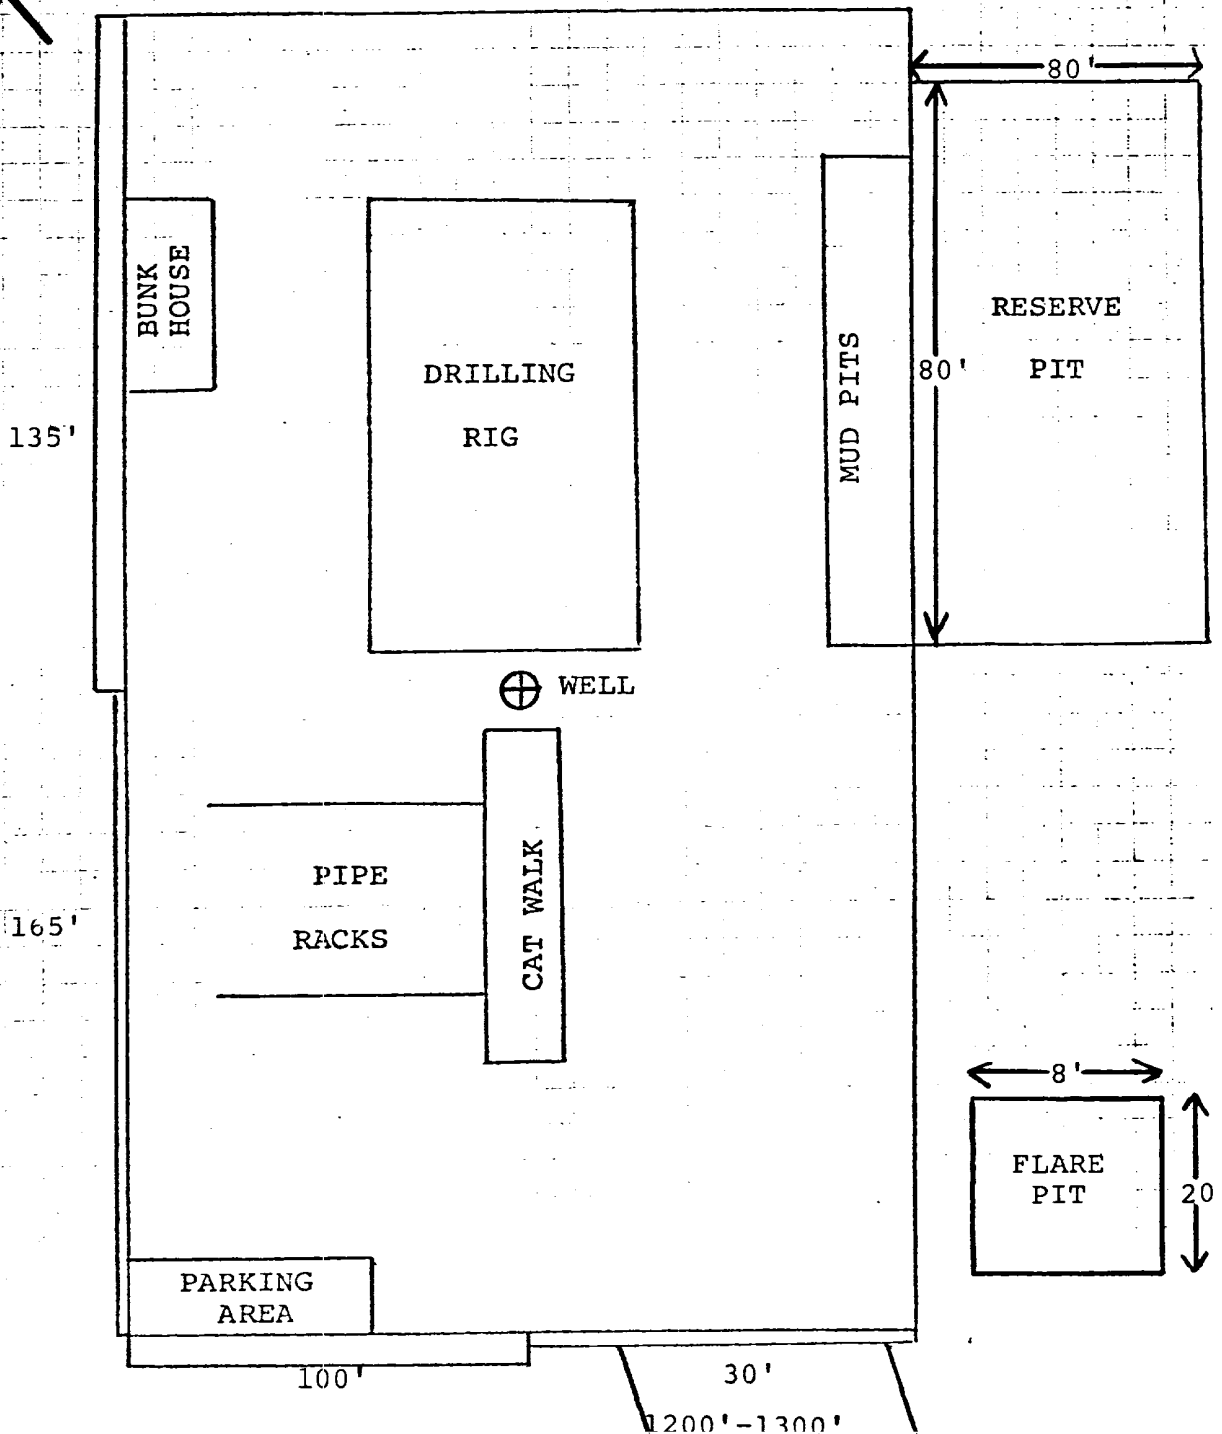 80'
BUNK
HOUSE
DRILLING
RIG
MUD PITS
80'
RESERVE
PIT
135'
WELL
PIPE
RACKS
CAT WALK
165'
8'
FLARE
PIT
20
PARKING
AREA
100'
30'
1200'-1300'